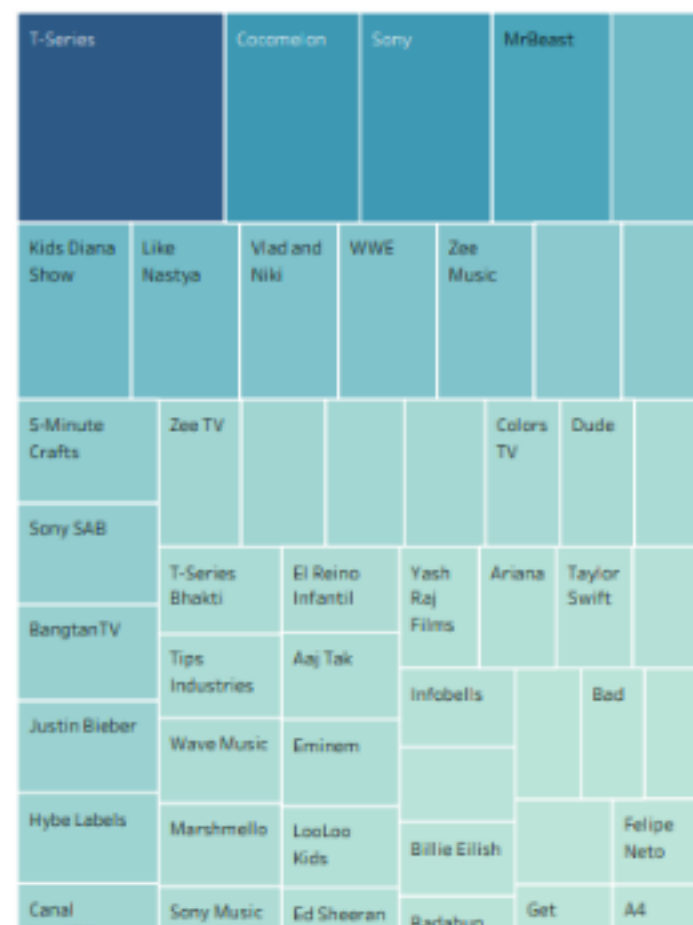 T-Series
Cocomelon
Sony
MrBeast
Kids Diana
Show
Like
Nastya
Vlad and
Niki
WWE
Zee
Music
5-Minute
Crafts
Zee TV
Colors
TV
Dude
Sony SAB
T-Series
Bhakti
El Reino
Infantil
Yash
Raj
Films
Ariana
Taylor
Swift
BangtanTV
Tips
Industries
Aaj Tak
Infobells
Bad
Justin Bieber
Wave Music
Eminem
Hybe Labels
Marshmello
LooLoo
Kids
Billie Eilish
Felipe
Neto
Canal
Sony Music
Ed Sheeran
Badabun
Get
A4